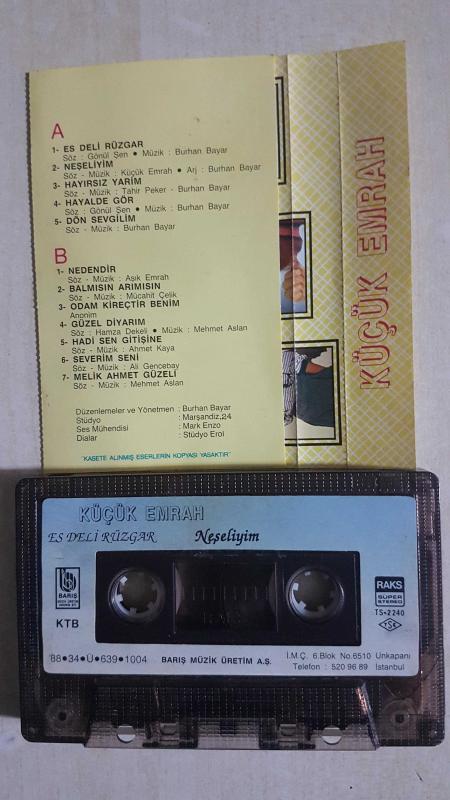 A
1- ES DELİ RÜZGAR
Söz : Gönül Şen ● Müzik : Burhan Bayar
2- NEŞELİYİM
Söz - Müzik : Küçük Emrah ● Arj : Burhan Bayar
3- HAYIRSIZ YARİM
Söz - Müzik : Tahir Peker - Burhan Bayar
4- HAYALDE GÖR
Söz : Gönül Şen ● Müzik : Burhan Bayar
5- DÖN SEVGİLİM
Söz - Müzik : Burhan Bayar
B
1- NEDENDİR
Söz - Müzik : Aşık Emrah
2- BALMISIN ARIMISIN
Söz - Müzik : Mücahit Çelik
3- ODAM KİREÇTİR BENİM
Anonim
4- GÜZEL DİYARIM
Söz : Hamza Dekeli ● Müzik : Mehmet Aslan
5- HADİ SEN GİTİŞİNE
Söz - Müzik : Ahmet Kaya
6- SEVERİM SENİ
Söz - Müzik : Ali Gencebay
7- MELİK AHMET GÜZELİ
Söz - Müzik : Mehmet Aslan
Düzenlemeler ve Yönetmen : Burhan Bayar
Stüdyo : Marşandiz,24
Ses Mühendisi : Mark Enzo
Dialar : Stüdyo Erol
"KASETE ALINMIŞ ESERLERİN KOPYASI YASAKTIR"
KÜÇÜK EMRAH
KÜÇÜK EMRAH
ES DELİ RÜZGAR Neşeliyim
BARIŞ
KTB
RAKS
SUPER
STEREO
TS-2240
TSE
RAKS
'88●34●Ü●639●1004 BARIŞ MÜZİK ÜRETİM A.Ş.
İ.M.Ç. 6.Blok No.6510 Unkapanı
Telefon : 520 96 89 İstanbul